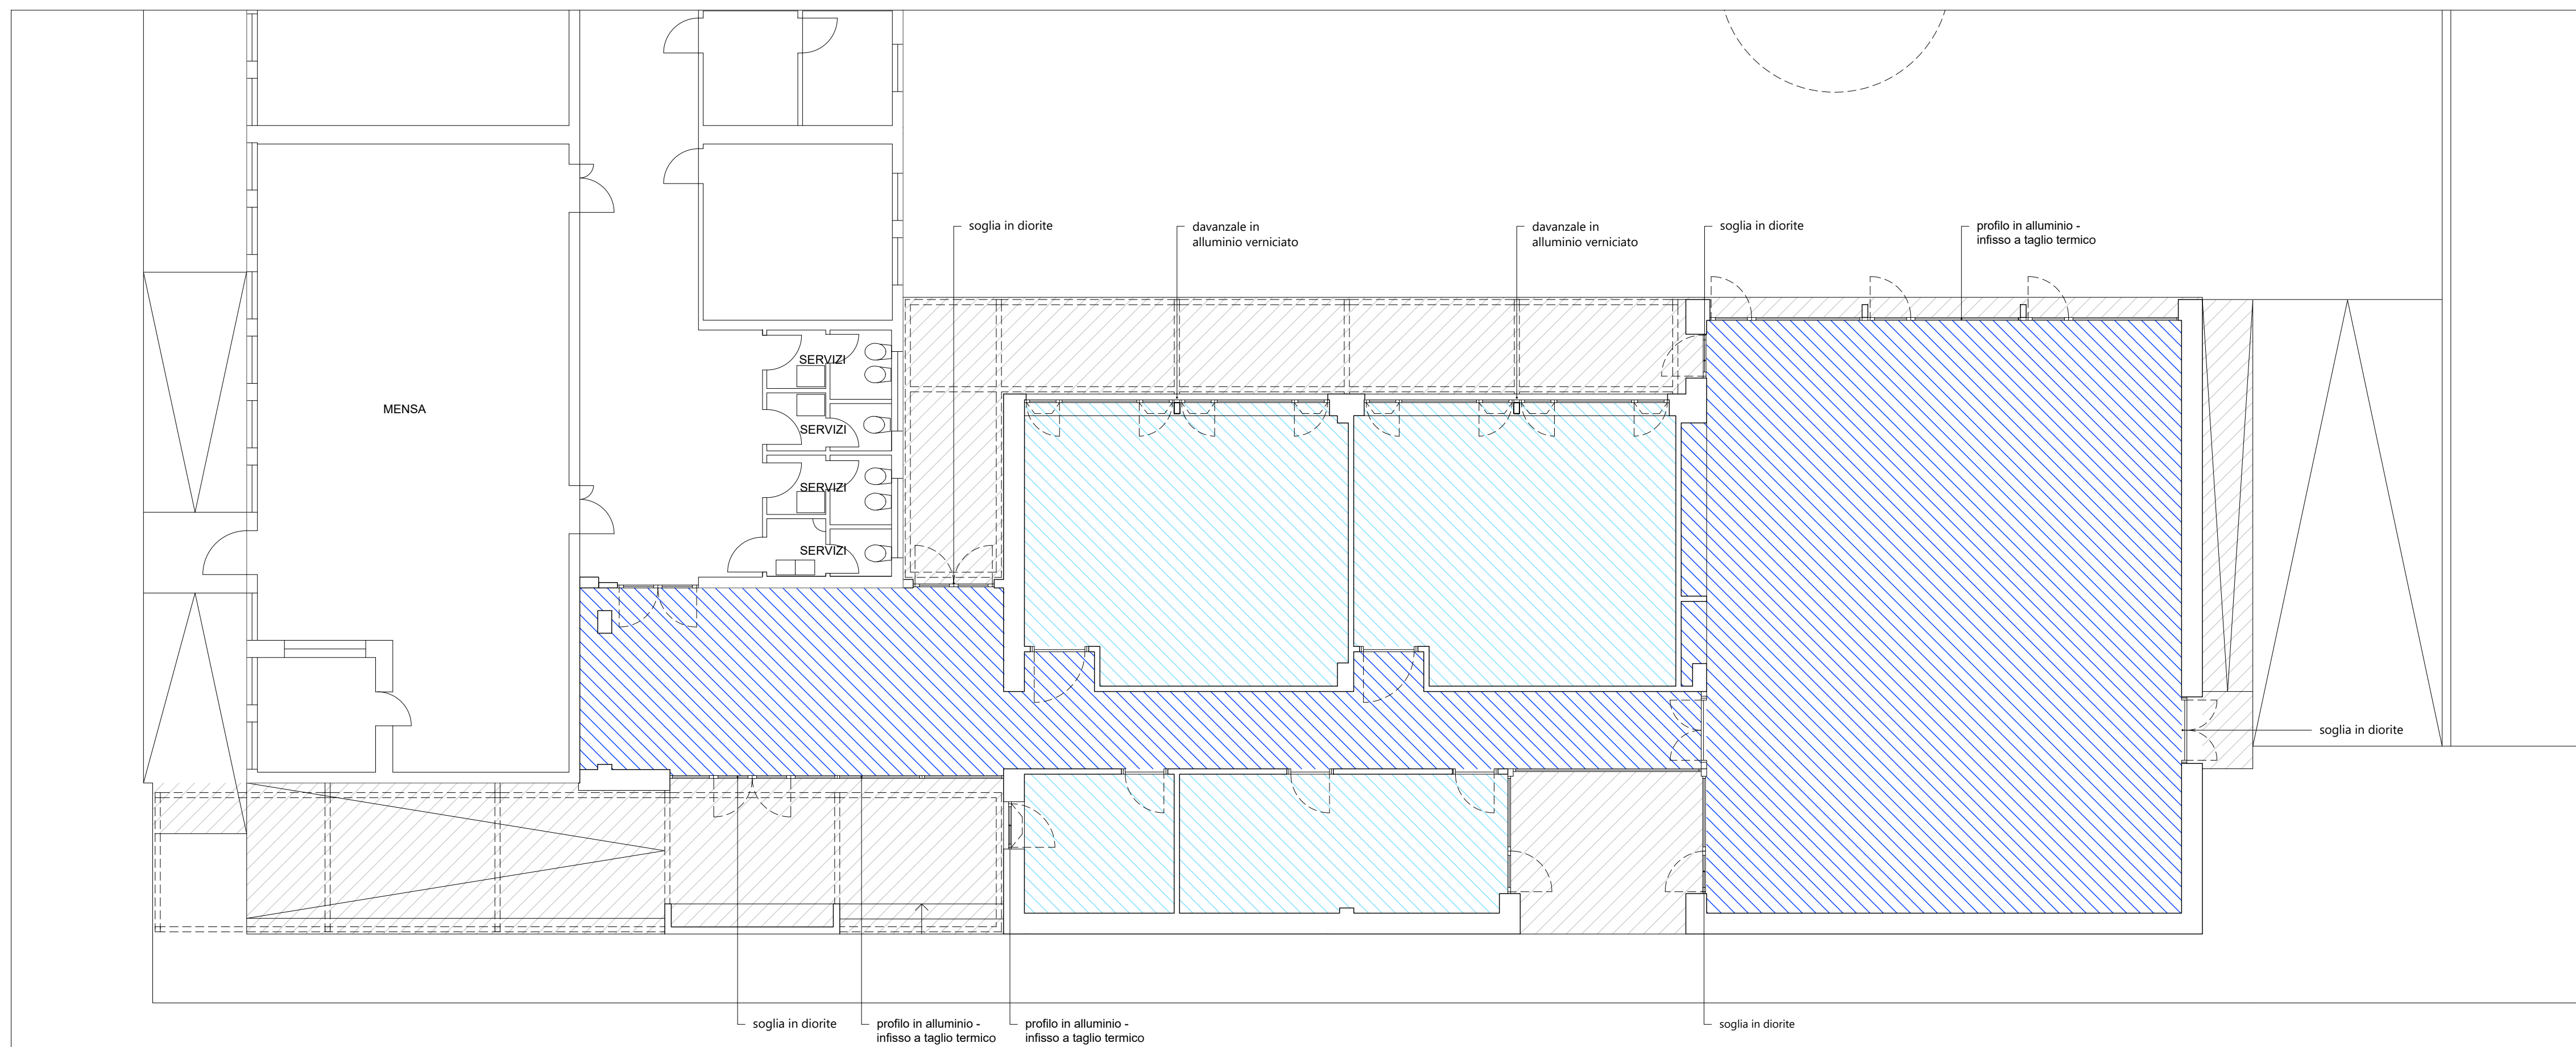 soglia in diorite
davanzale in
alluminio verniciato
davanzale in
alluminio verniciato
soglia in diorite
profilo in alluminio -
infisso a taglio termico
SERVIZI
MENSA
SERVIZI
SERVIZI
SERVIZI
soglia in diorite
soglia in diorite
profilo in alluminio -
infisso a taglio termico
profilo in alluminio -
infisso a taglio termico
soglia in diorite